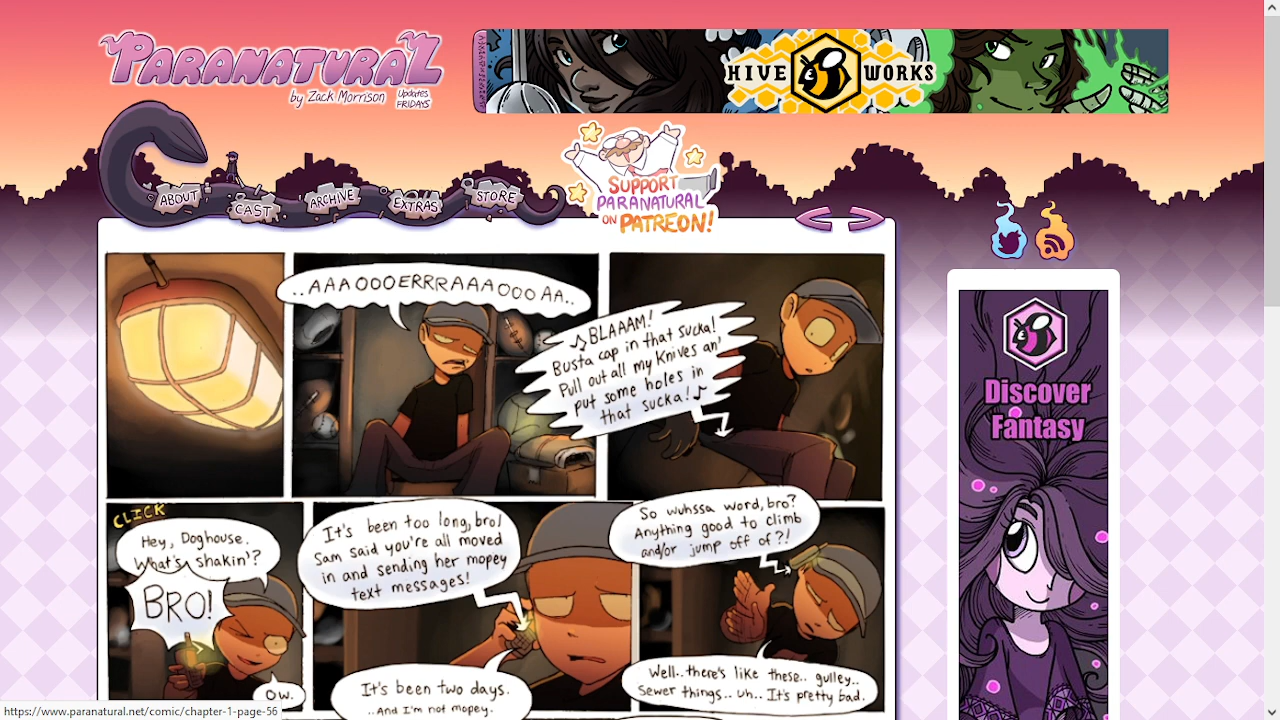 PARANATURAL
by Zack Morrison
Updates
FRIDAYS
HIVE WORKS
ABOUT
CAST
ARCHIVE
EXTRAS
STORE
SUPPORT
PARANATURAL
ON PATREON!
..AAAOOOERRRAAAOOOAA..
♫BLAAAM!
Busta cap in that sucka!
Pull out all my Knives an'
put some holes in
that sucka!♪
CLICK
Hey, Doghouse.
What's shakin'?
BRO!
OW.
It's been too long, bro!
Sam said you're all moved
in and sending her mopey
text messages!
It's been two days.
..And I'm not mopey.
So wuhssa word, bro?
Anything good to climb
and/or jump off of?!
Well.. there's like these.. gulley..
Sewer things.. uh.. It's pretty bad.
Discover
Fantasy
https://www.paranatural.net/comic/chapter-1-page-56